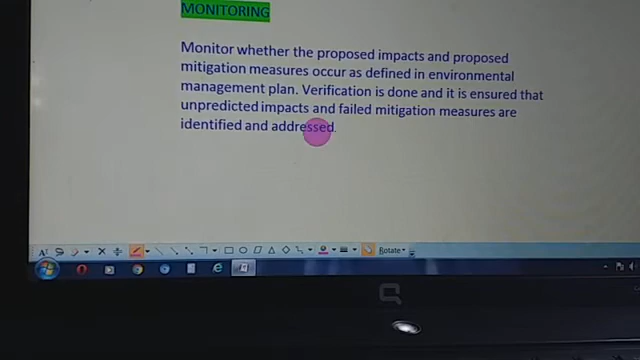 MONITORING
Monitor whether the proposed impacts and proposed
mitigation measures occur as defined in environmental
management plan. Verification is done and it is ensured that
unpredicted impacts and failed mitigation measures are
identified and addressed.
Rotate